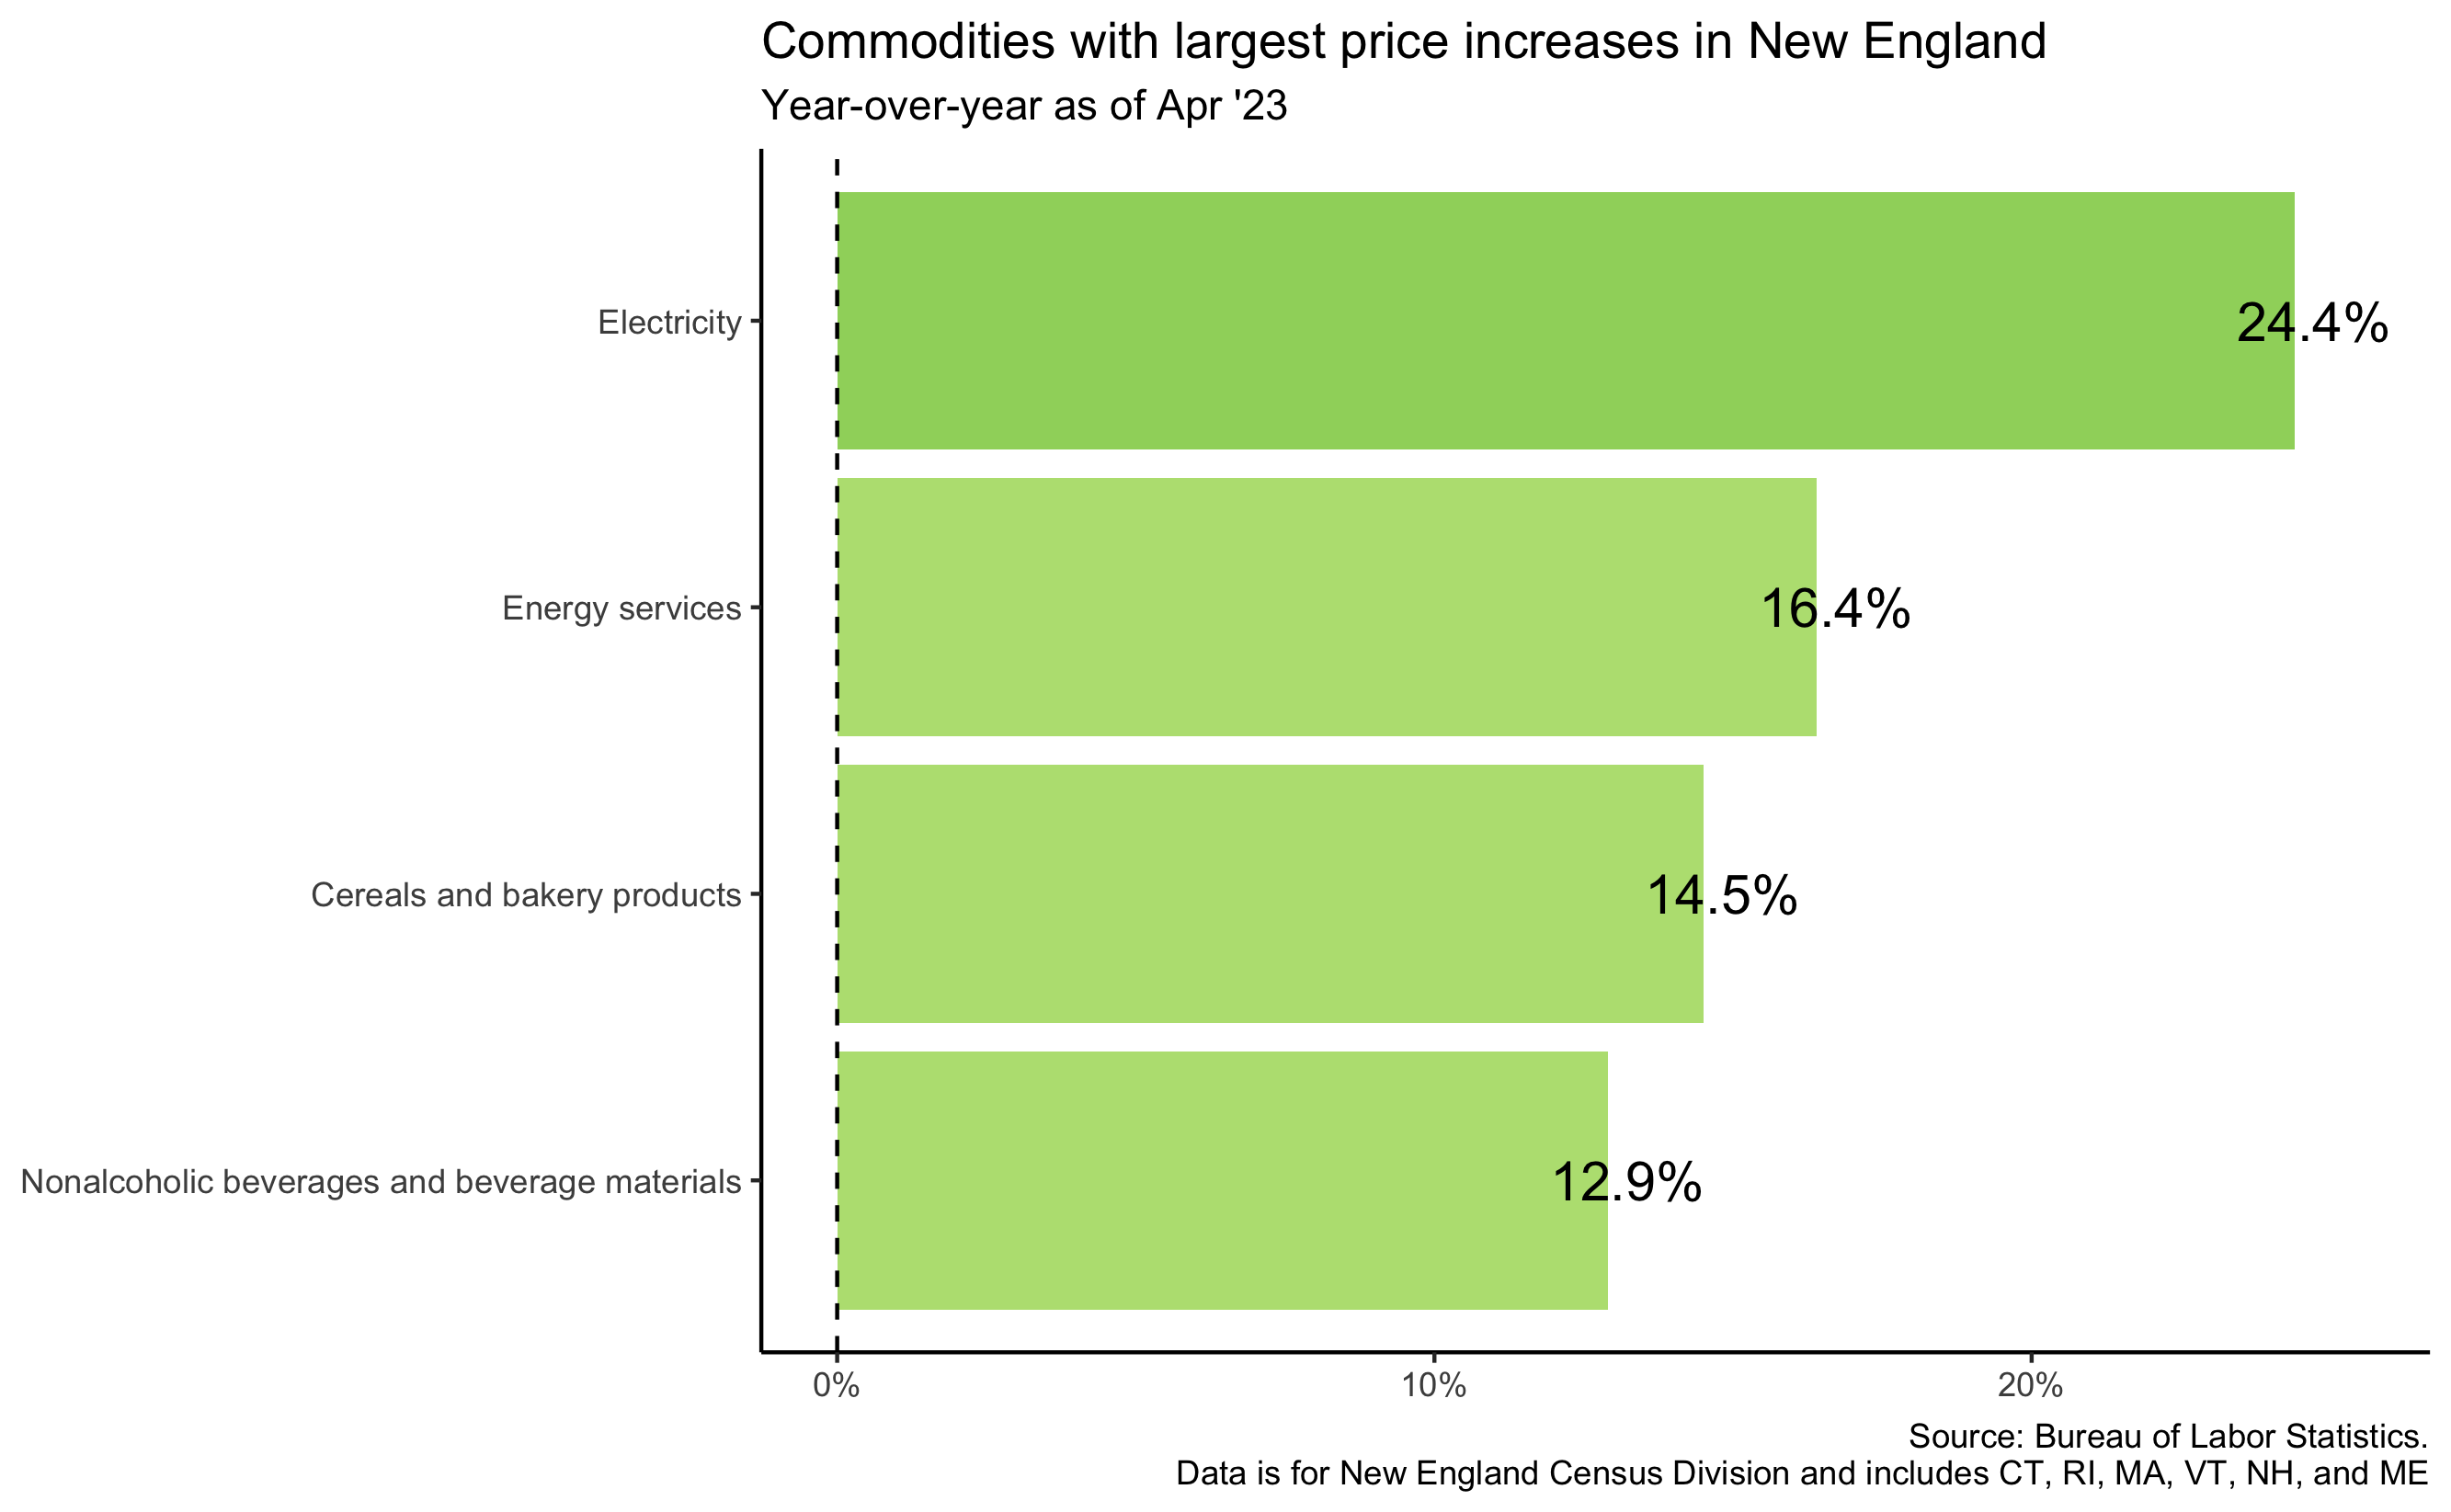 Commodities with largest price increases in New England
Year-over-year as of Apr '23
Electricity
24.4%
Energy services
16.4%
Cereals and bakery products
14.5%
Nonalcoholic beverages and beverage materials
12.9%
0%
10%
20%
Source: Bureau of Labor Statistics.
Data is for New England Census Division and includes CT, RI, MA, VT, NH, and ME